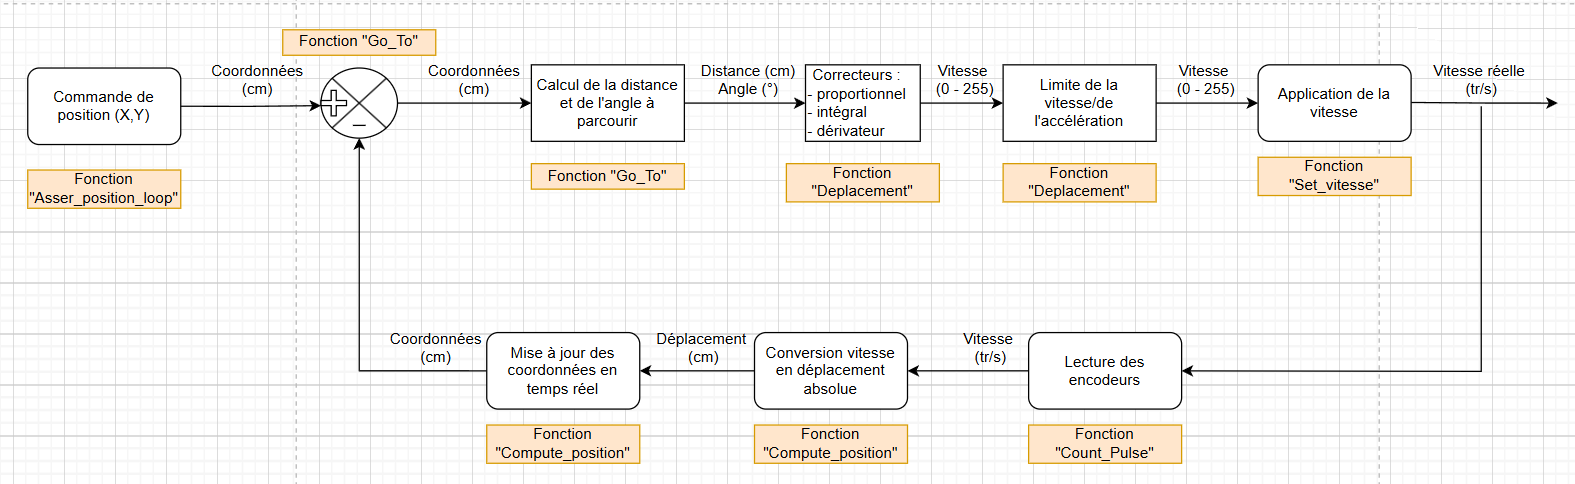 Fonction "Go_To"
Coordonnées
(cm)
Coordonnées
(cm)
Distance (cm)
Angle (°)
Vitesse
(0 - 255)
Vitesse
(0 - 255)
Vitesse réelle
(tr/s)
Commande de
position (X,Y)
Calcul de la distance
et de l'angle à
parcourir
Correcteurs :
- proportionnel
- intégral
- dérivateur
Limite de la
vitesse/de
l'accélération
Application de la
vitesse
Fonction
"Asser_position_loop"
Fonction "Go_To"
Fonction
"Deplacement"
Fonction
"Deplacement"
Fonction
"Set_vitesse"
Coordonnées
(cm)
Mise à jour des
coordonnées en
temps réel
Déplacement
(cm)
Conversion vitesse
en déplacement
absolue
Vitesse
(tr/s)
Lecture des
encodeurs
Fonction
"Compute_position"
Fonction
"Compute_position"
Fonction
"Count_Pulse"